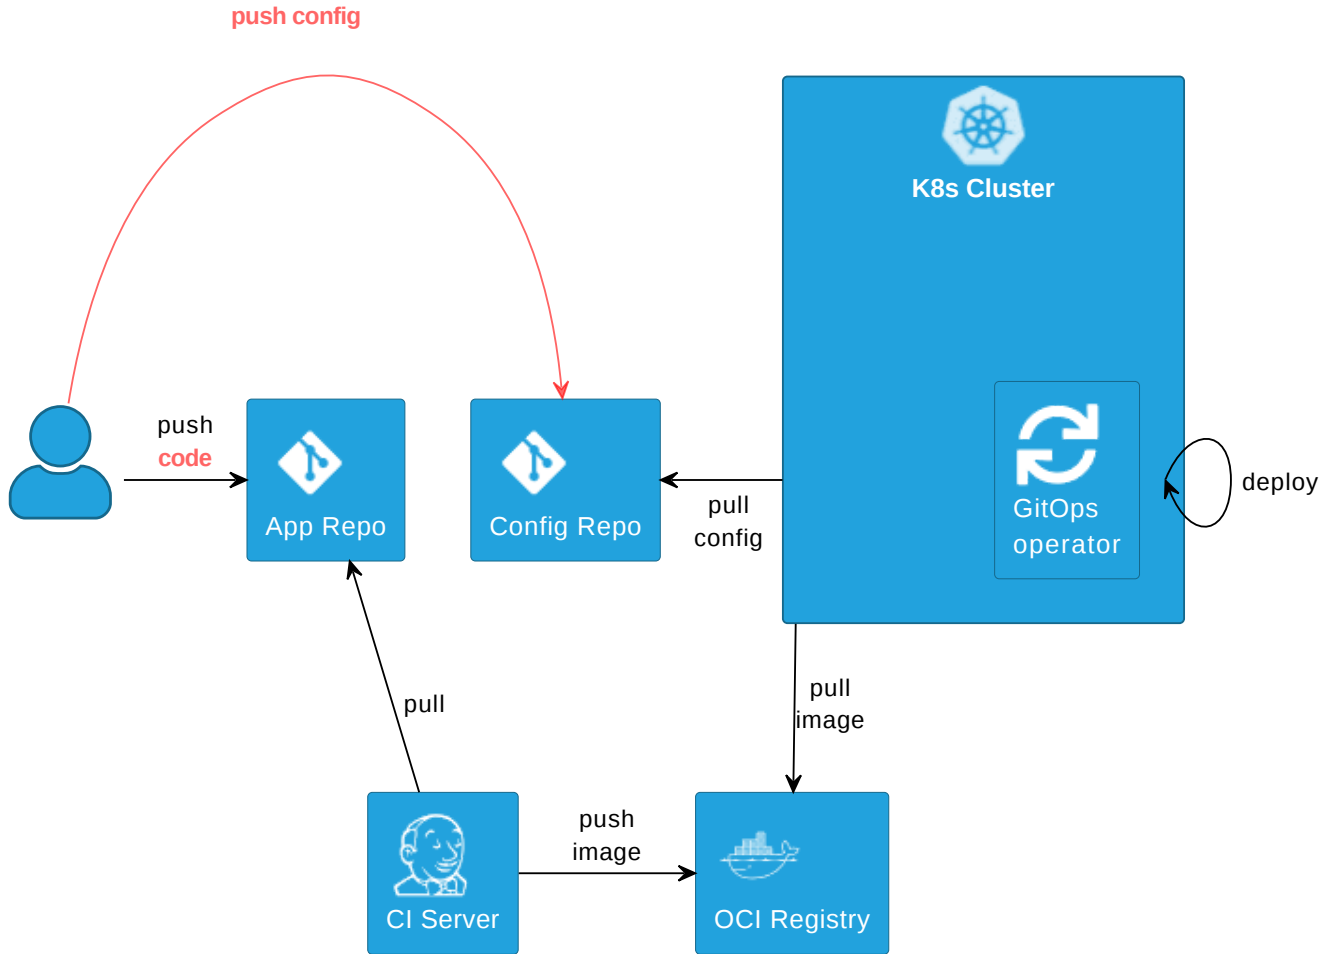 push config
K8s Cluster
push
code
App Repo
Config Repo
pull
config
GitOps
operator
deploy
pull
pull
image
CI Server
push
image
OCI Registry